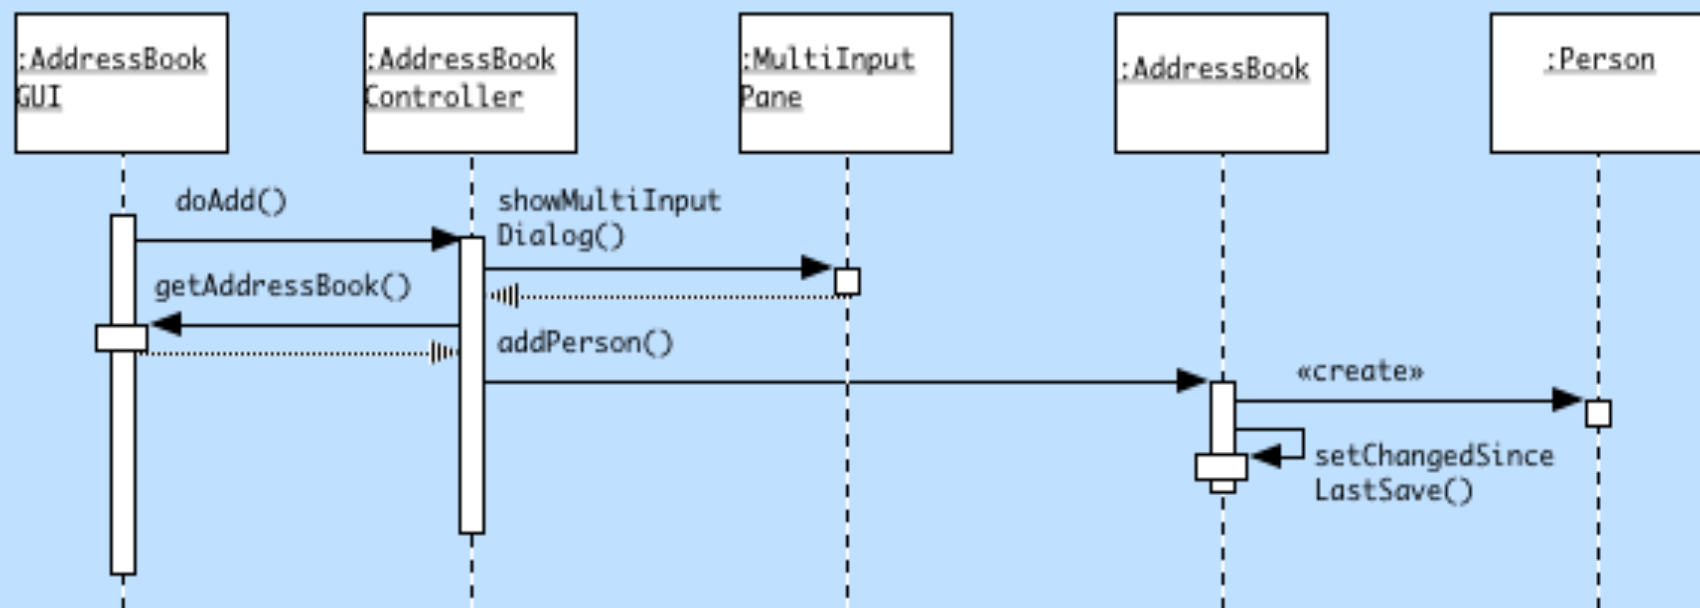 :AddressBook
GUI
:AddressBook
Controller
:MultiInput
Pane
:AddressBook
:Person
doAdd()
showMultiInput
Dialog()
getAddressBook()
addPerson()
«create»
setChangedSince
LastSave()